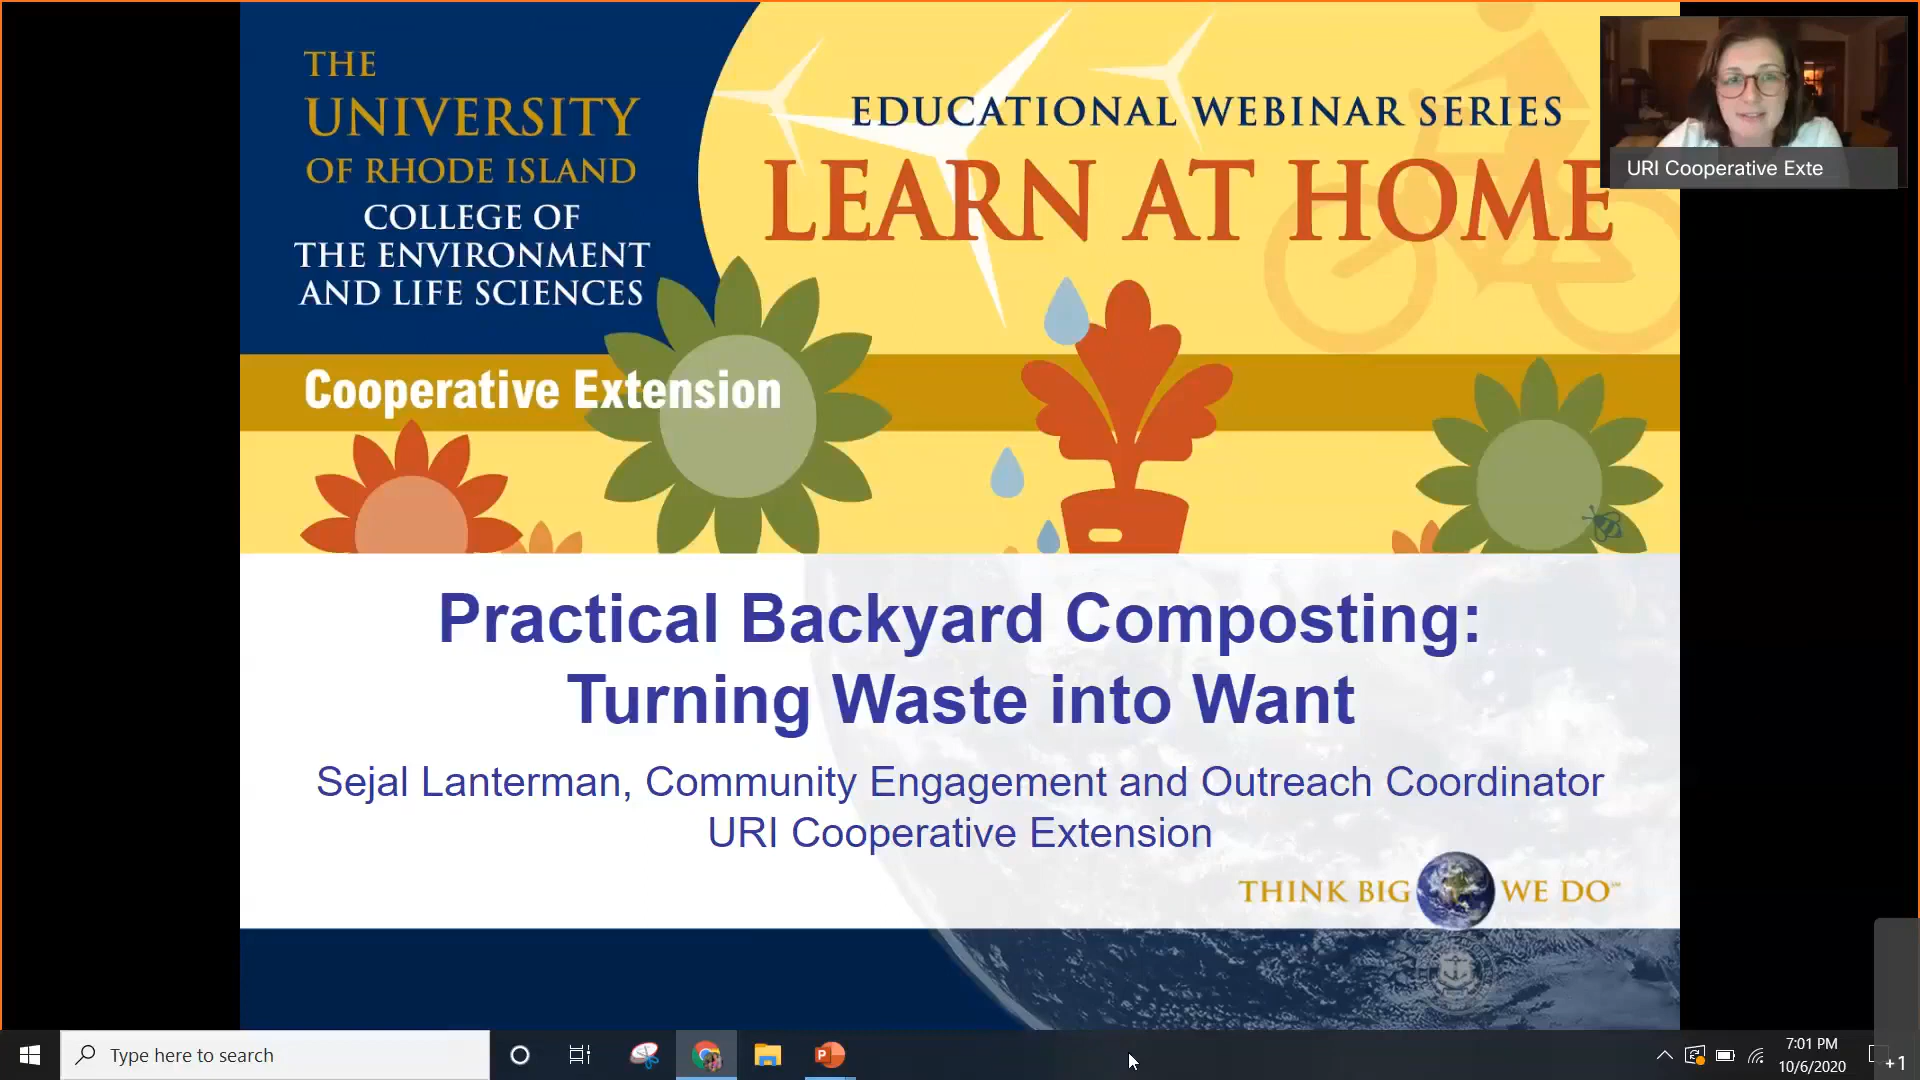 THE
UNIVERSITY
OF RHODE ISLAND
COLLEGE OF
THE ENVIRONMENT
AND LIFE SCIENCES
EDUCATIONAL WEBINAR SERIES
LEARN AT HOME
URI Cooperative Exte
Cooperative Extension
Practical Backyard Composting:
Turning Waste into Want
Sejal Lanterman, Community Engagement and Outreach Coordinator
URI Cooperative Extension
THINK BIG WE DO℠
Type here to search
P
7:01 PM
10/6/2020
+1